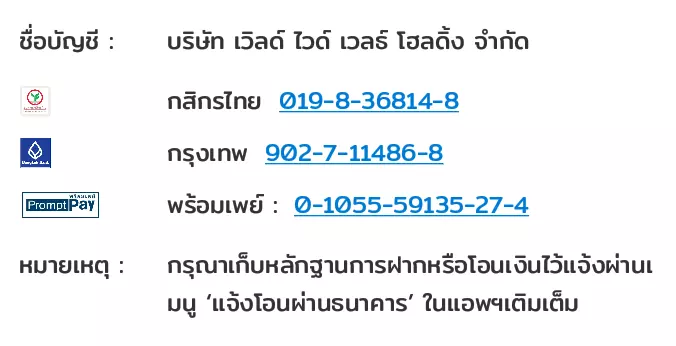 ชื่อบัญชี : บริษัท เวิลด์ ไวด์ เวลธ์ โฮลดิ้ง จำกัด
กสิกรไทย 019-8-36814-8
กรุงเทพ 902-7-11486-8
พร้อมเพย์
PromptPay พร้อมเพย์ : 0-1055-59135-27-4
หมายเหตุ : กรุณาเก็บหลักฐานการฝากหรือโอนเงินไว้แจ้งผ่านเ
มนู ‘แจ้งโอนผ่านธนาคาร’ ในแอพฯเติมเต็ม